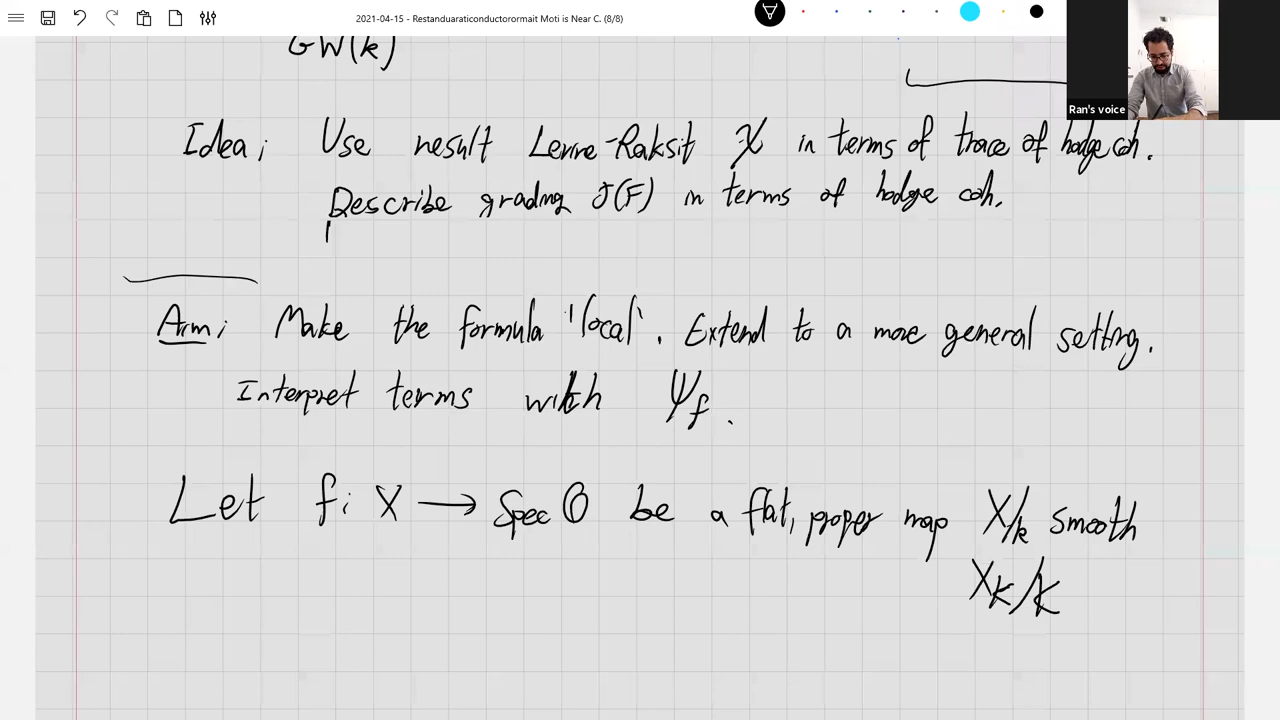 2021-04-15 - Restanduaraticonductorormait Moti is Near C. (8/8)
Ran's voice
GW(k)
Idea: Use result Levine-Raksit χ in terms of trace of hodge coh.
Describe grading J(F) in terms of hodge coh.
Aim: Make the formula 'local'. Extend to a more general setting.
Interpret terms with Ψ_f.
Let f: X → Spec O be a flat, proper map X/k smooth
X_K/K